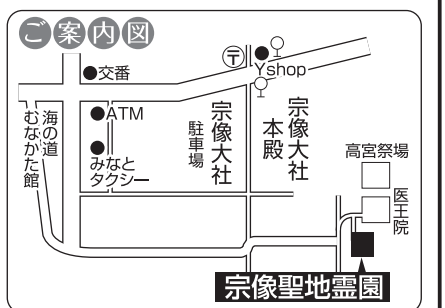 ご案内図
〒
Yshop
交番
ATM
みなと
タクシー
海の道
むなかた館
宗像大社
駐車場
宗像大社
本殿
高宮祭場
医王院
宗像聖地霊園